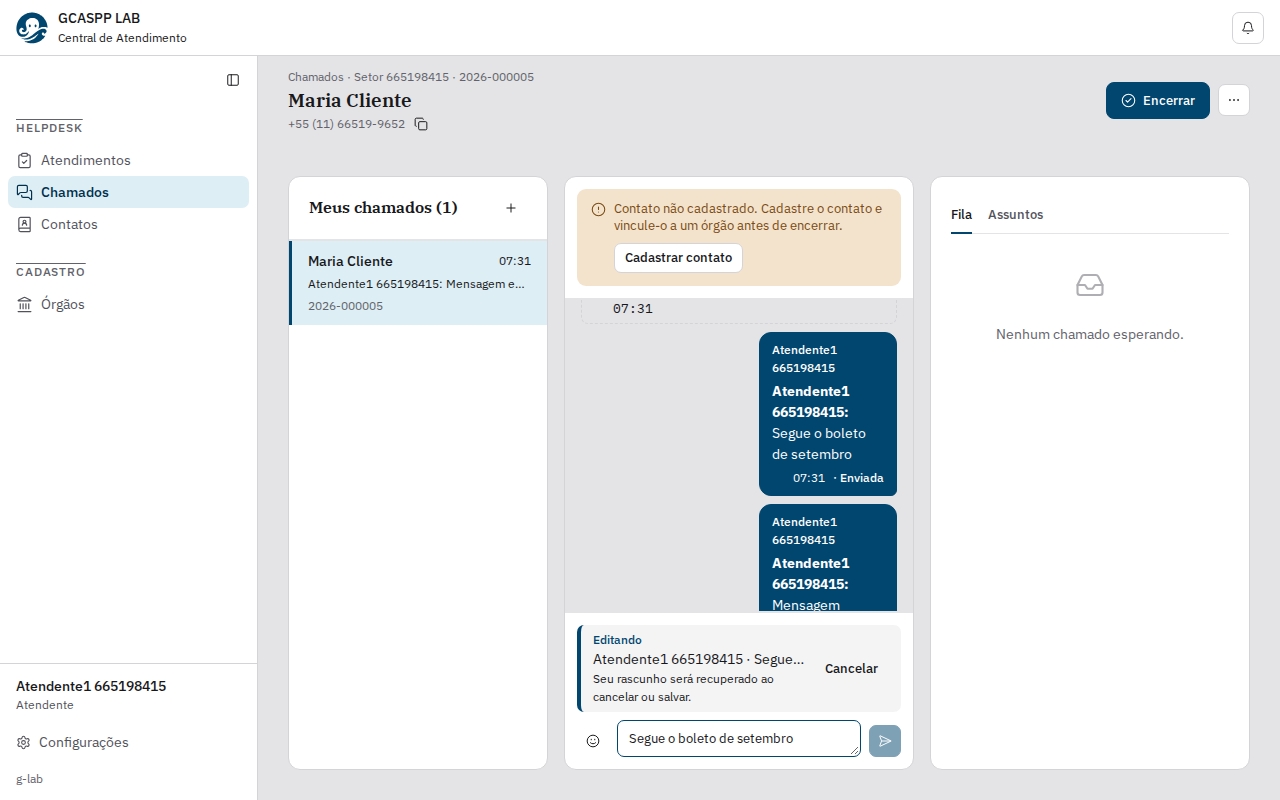 GCASPP LAB
Central de Atendimento
HELPDESK
Atendimentos
Chamados
Contatos
CADASTRO
Órgãos
Atendente1 665198415
Atendente
Configurações
g-lab
Chamados · Setor 665198415 · 2026-000005
Maria Cliente
+55 (11) 66519-9652
Encerrar
Meus chamados (1)
Maria Cliente 07:31
Atendente1 665198415: Mensagem e...
2026-000005
Contato não cadastrado. Cadastre o contato e
vincule-o a um órgão antes de encerrar.
Cadastrar contato
07:31
Atendente1
665198415
Atendente1
665198415:
Segue o boleto
de setembro
07:31 · Enviada
Atendente1
665198415
Atendente1
665198415:
Mensagem
Editando
Atendente1 665198415 · Segue...
Seu rascunho será recuperado ao
cancelar ou salvar.
Cancelar
Segue o boleto de setembro
Fila Assuntos
Nenhum chamado esperando.